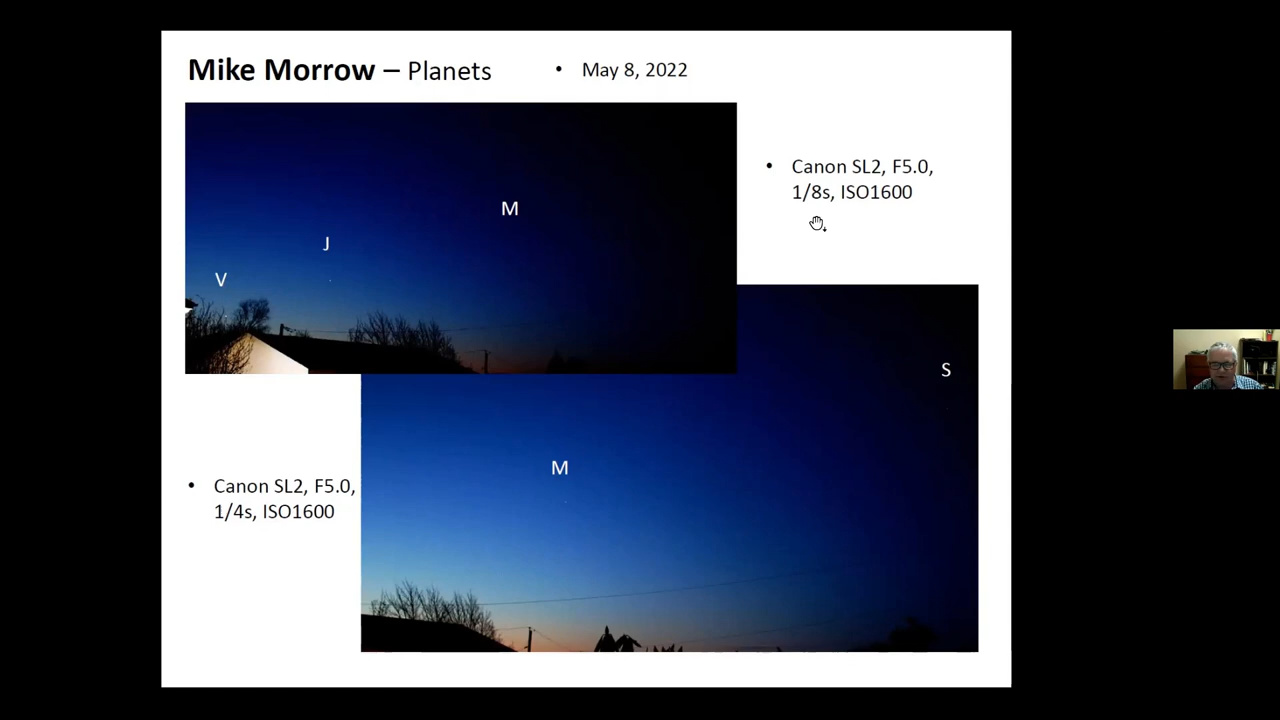 Mike Morrow – Planets
• May 8, 2022
• Canon SL2, F5.0,
1/8s, ISO1600
M
J
V
S
M
• Canon SL2, F5.0,
1/4s, ISO1600